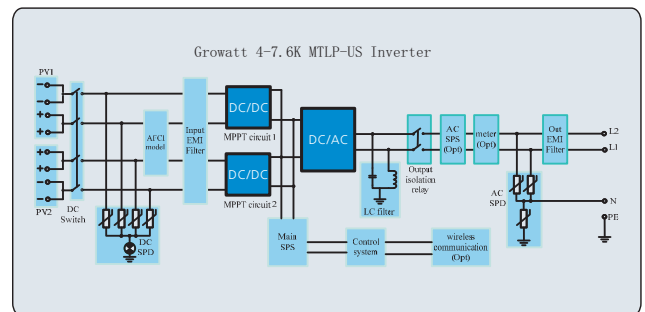 Growatt 4-7.6K MTLP-US Inverter
PV1
PV2
DC
Switch
AFCI
model
DC
SPD
Input
EMI
Filter
DC/DC
MPPT circuit 1
DC/DC
MPPT circuit 2
DC/AC
LC filter
Output
isolation
relay
AC
SPS
(Opt)
meter
(Opt)
Out
EMI
Filter
AC
SPD
L2
L1
N
PE
Main
SPS
Control
system
wireless
communication
(Opt)